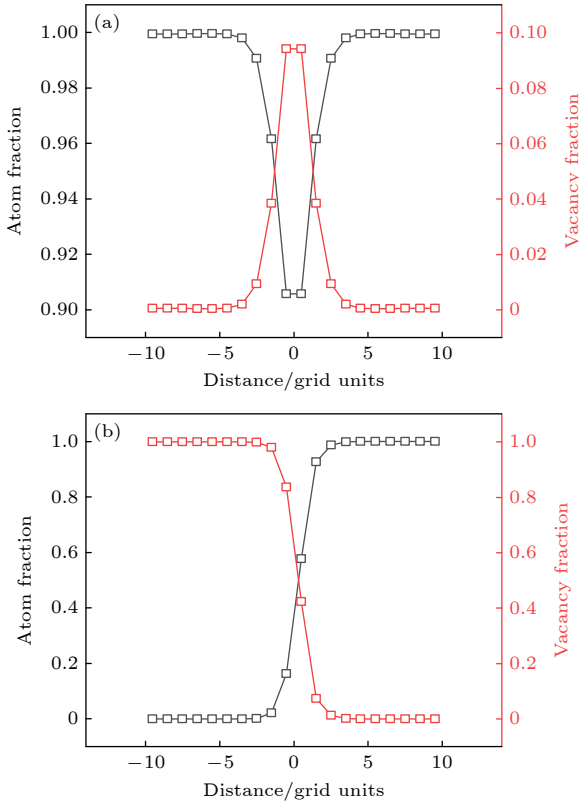 (a)
1.00
0.98
0.96
0.94
0.92
0.90
Atom fraction
0.10
0.08
0.06
0.04
0.02
0
Vacancy fraction
−10 −5 0 5 10
Distance/grid units
(b)
1.0
0.8
0.6
0.4
0.2
0
Atom fraction
1.0
0.8
0.6
0.4
0.2
0
Vacancy fraction
−10 −5 0 5 10
Distance/grid units